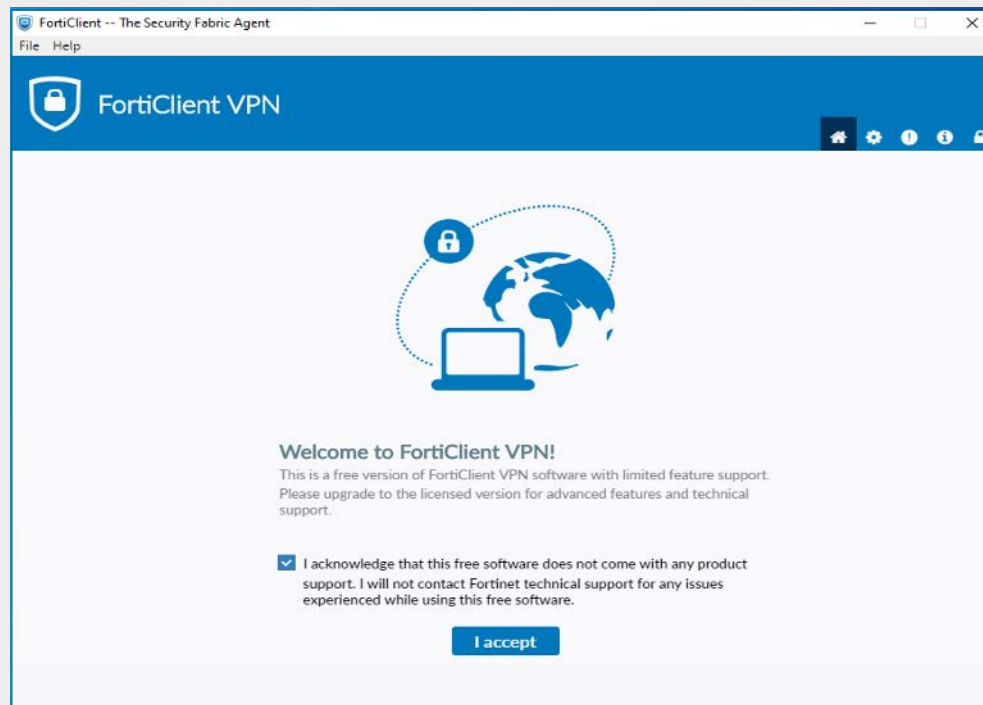 FortiClient -- The Security Fabric Agent
File Help
FortiClient VPN
Welcome to FortiClient VPN!
This is a free version of FortiClient VPN software with limited feature support.
Please upgrade to the licensed version for advanced features and technical
support.
I acknowledge that this free software does not come with any product
support. I will not contact Fortinet technical support for any issues
experienced while using this free software.
I accept